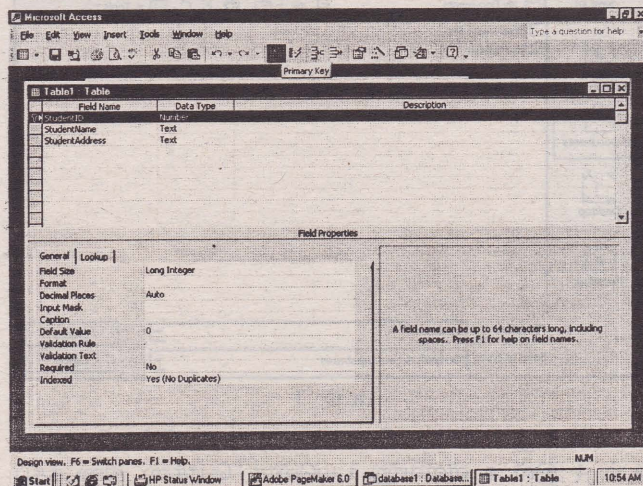 Microsoft Access
File Edit View Insert Tools Window Help
Type a question for help
Primary Key
Table1 : Table
Field Name Data Type Description
StudentID Number
StudentName Text
StudentAddress Text
Field Properties
General Lookup
Field Size Long Integer
Format
Decimal Places Auto
Input Mask
Caption
Default Value 0
Validation Rule
Validation Text
Required No
Indexed Yes (No Duplicates)
A field name can be up to 64 characters long, including
spaces. Press F1 for help on field names.
Design view. F6 = Switch panes. F1 = Help. NUM
Start HP Status Window Adobe PageMaker 6.0 database1 : Database... Table1 : Table 10:54 AM